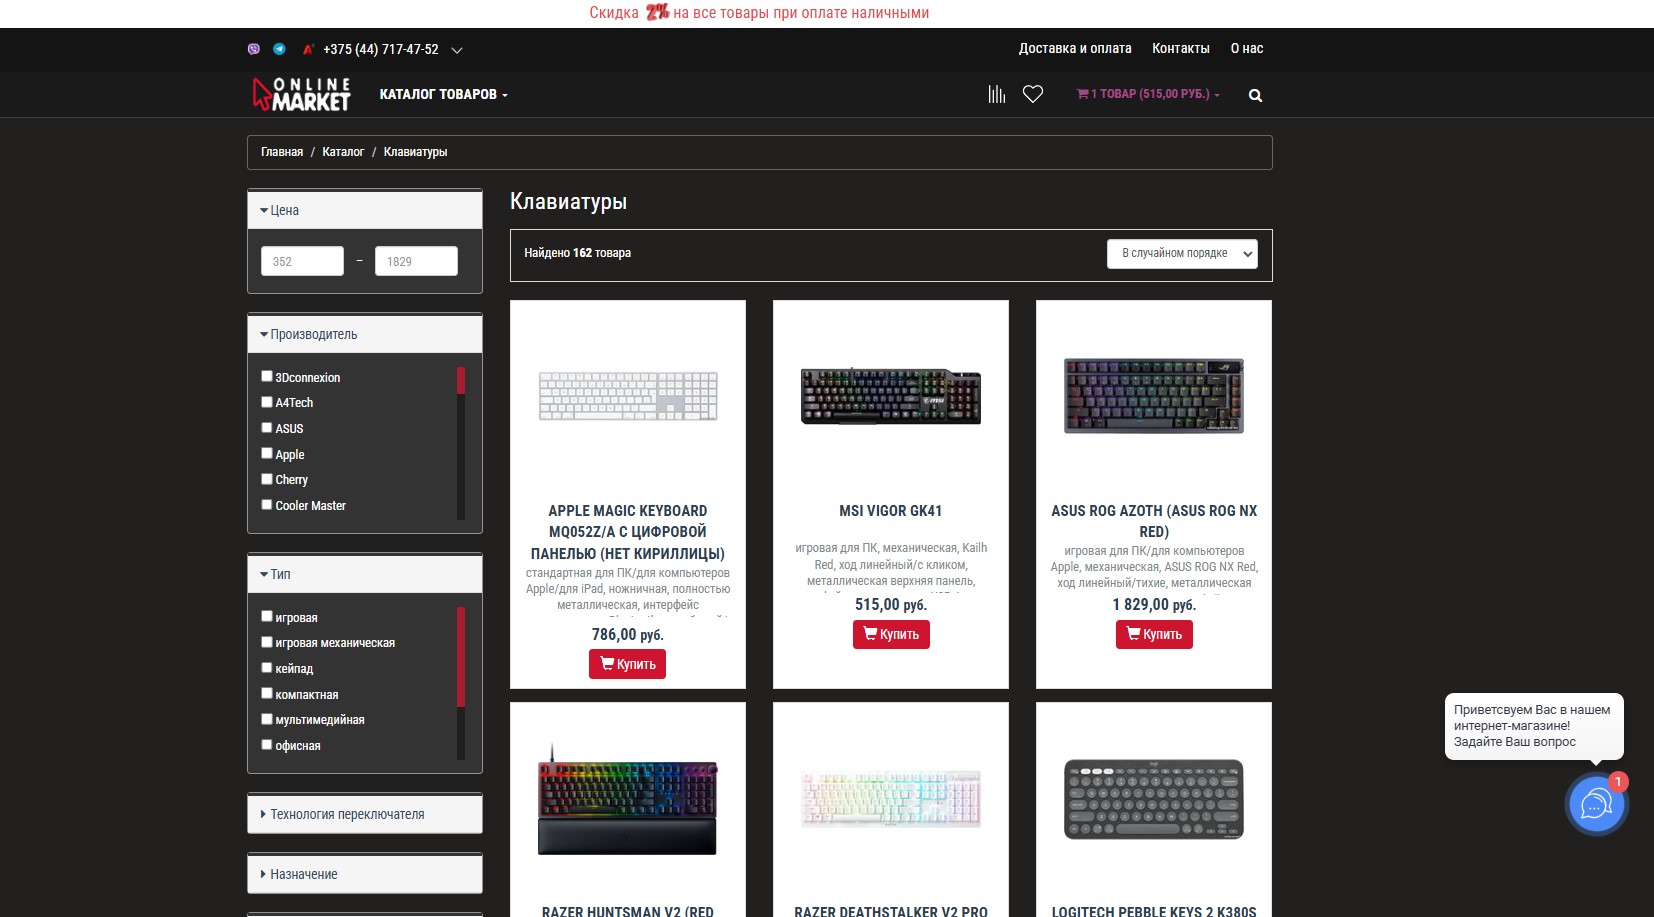 Скидка 2% на все товары при оплате наличными
+375 (44) 717-47-52
Доставка и оплата
Контакты
О нас
ONLINE
MARKET
КАТАЛОГ ТОВАРОВ
1 ТОВАР (515,00 РУБ.)
Главная / Каталог / Клавиатуры
Цена
352 – 1829
Производитель
3Dconnexion
A4Tech
ASUS
Apple
Cherry
Cooler Master
Тип
игровая
игровая механическая
кейпад
компактная
мультимедийная
офисная
Технология переключателя
Назначение
Клавиатуры
Найдено 162 товара
В случайном порядке
APPLE MAGIC KEYBOARD
MQ052Z/A С ЦИФРОВОЙ
ПАНЕЛЬЮ (НЕТ КИРИЛЛИЦЫ)
стандартная для ПК/для компьютеров
Apple/для iPad, ножничная, полностью
металлическая, интерфейс
786,00 руб.
Купить
MSI VIGOR GK41
игровая для ПК, механическая, Kailh
Red, ход линейный/с кликом,
металлическая верхняя панель,
515,00 руб.
Купить
ASUS ROG AZOTH (ASUS ROG NX
RED)
игровая для ПК/для компьютеров
Apple, механическая, ASUS ROG NX Red,
ход линейный/тихие, металлическая
1 829,00 руб.
Купить
RAZER HUNTSMAN V2 (RED
RAZER DEATHSTALKER V2 PRO
LOGITECH PEBBLE KEYS 2 K380S
Приветсвуем Вас в нашем
интернет-магазине!
Задайте Ваш вопрос
1